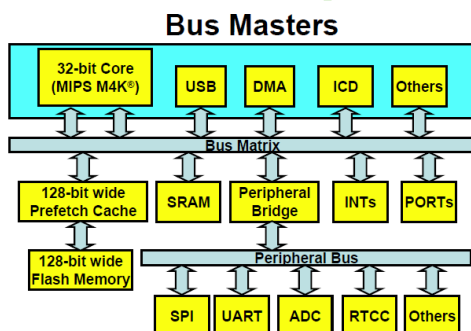 Bus Masters
32-bit Core
(MIPS M4K®)
USB
DMA
ICD
Others
Bus Matrix
128-bit wide
Prefetch Cache
SRAM
Peripheral
Bridge
INTs
PORTs
128-bit wide
Flash Memory
Peripheral Bus
SPI
UART
ADC
RTCC
Others